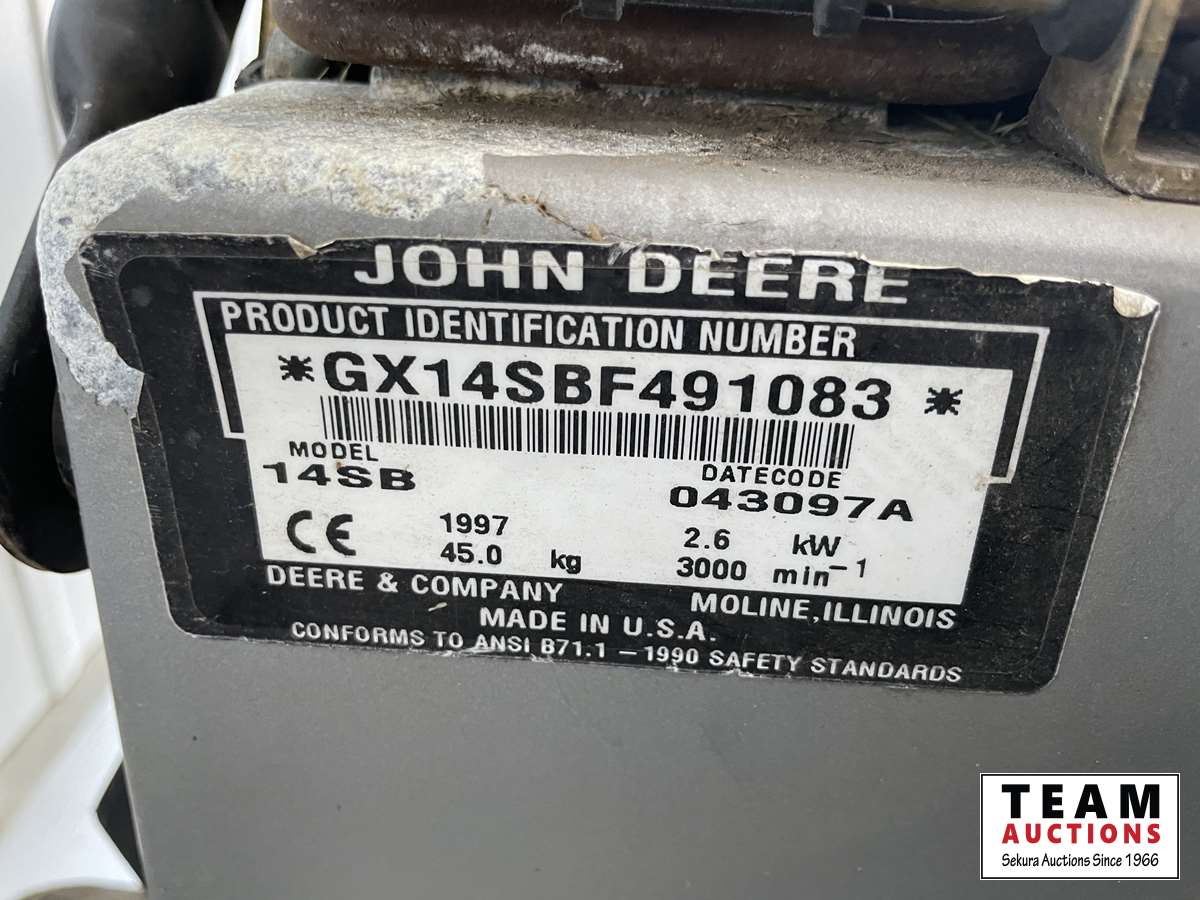 JOHN DEERE
PRODUCT IDENTIFICATION NUMBER
*GX14SBF491083 *
MODEL
14SB
DATECODE
043097A
CE 1997 2.6 kW
45.0 kg 3000 min-1
DEERE & COMPANY MOLINE, ILLINOIS
MADE IN U.S.A.
CONFORMS TO ANSI B71.1 - 1990 SAFETY STANDARDS
TEAM
AUCTIONS
Sekura Auctions Since 1966